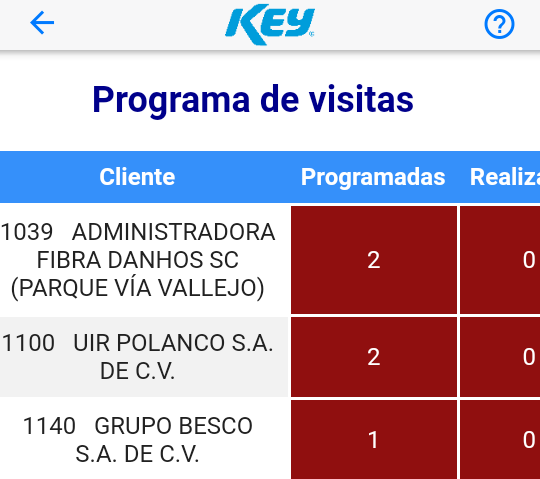 KEY
Programa de visitas
Cliente Programadas Realiza
1039 ADMINISTRADORA
FIBRA DANHOS SC
(PARQUE VÍA VALLEJO)
2 0
1100 UIR POLANCO S.A.
DE C.V.
2 0
1140 GRUPO BESCO
S.A. DE C.V.
1 0